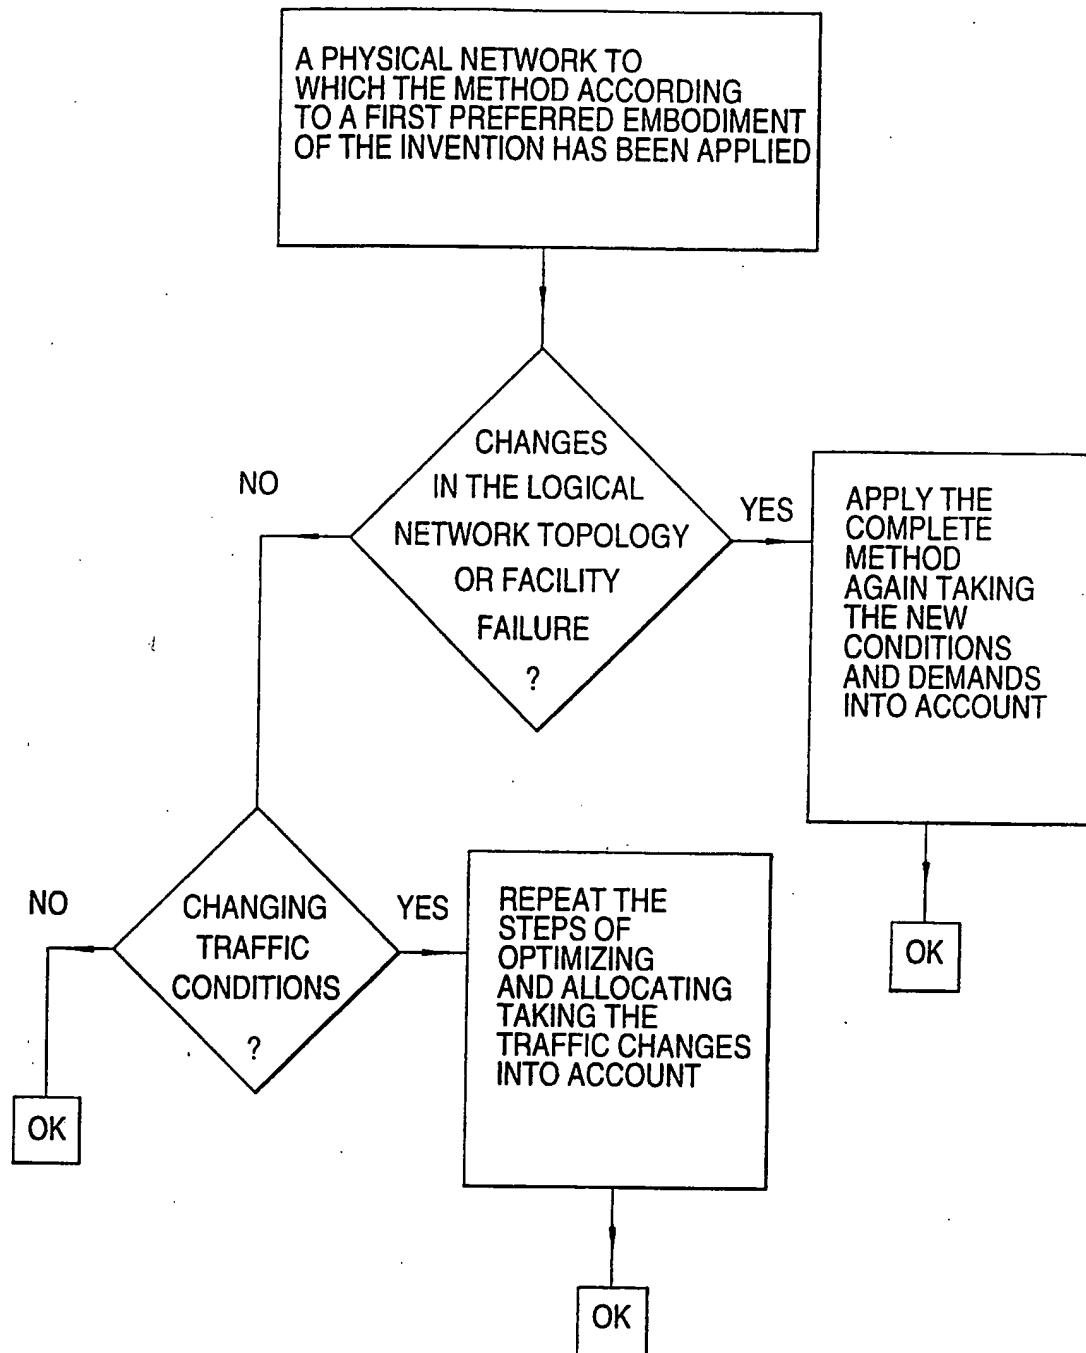 A PHYSICAL NETWORK TO
WHICH THE METHOD ACCORDING
TO A FIRST PREFERRED EMBODIMENT
OF THE INVENTION HAS BEEN APPLIED
CHANGES
IN THE LOGICAL
NETWORK TOPOLOGY
OR FACILITY
FAILURE
?
NO
YES
APPLY THE
COMPLETE
METHOD
AGAIN TAKING
THE NEW
CONDITIONS
AND DEMANDS
INTO ACCOUNT
OK
CHANGING
TRAFFIC
CONDITIONS
?
NO
YES
REPEAT THE
STEPS OF
OPTIMIZING
AND ALLOCATING
TAKING THE
TRAFFIC CHANGES
INTO ACCOUNT
OK
OK